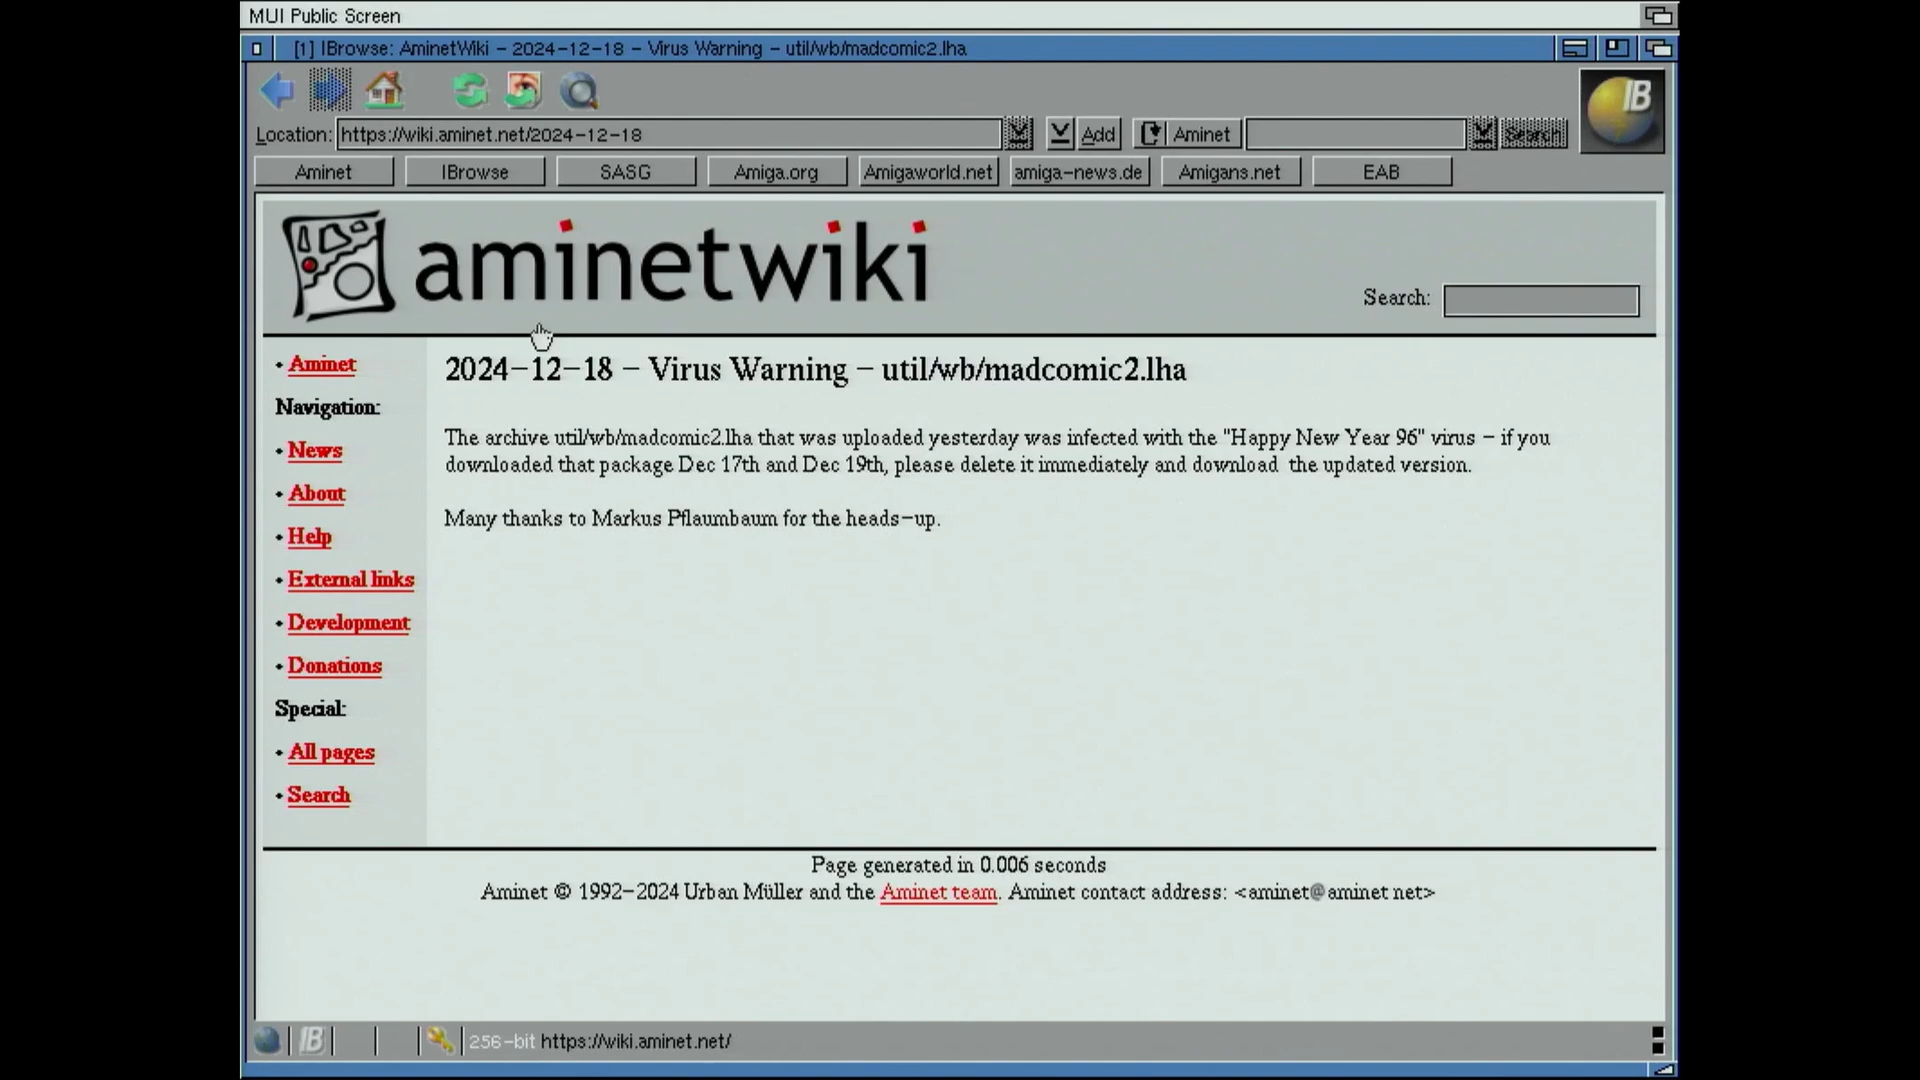 MUI Public Screen
[1] IBrowse: AminetWiki - 2024-12-18 - Virus Warning - util/wb/madcomic2.lha
IB
Location: https://wiki.aminet.net/2024-12-18 Add Aminet Search
Aminet IBrowse SASG Amiga.org Amigaworld.net amiga-news.de Amigans.net EAB
aminetwiki
Search:
• Aminet
Navigation:
• News
• About
• Help
• External links
• Development
• Donations
Special:
• All pages
• Search
2024-12-18 - Virus Warning - util/wb/madcomic2.lha
The archive util/wb/madcomic2.lha that was uploaded yesterday was infected with the "Happy New Year 96" virus - if you
downloaded that package Dec 17th and Dec 19th, please delete it immediately and download the updated version.
Many thanks to Markus Pflaumbaum for the heads-up.
Page generated in 0.006 seconds
Aminet © 1992-2024 Urban Müller and the Aminet team. Aminet contact address: <aminet@aminet net>
IB 256-bit https://wiki.aminet.net/